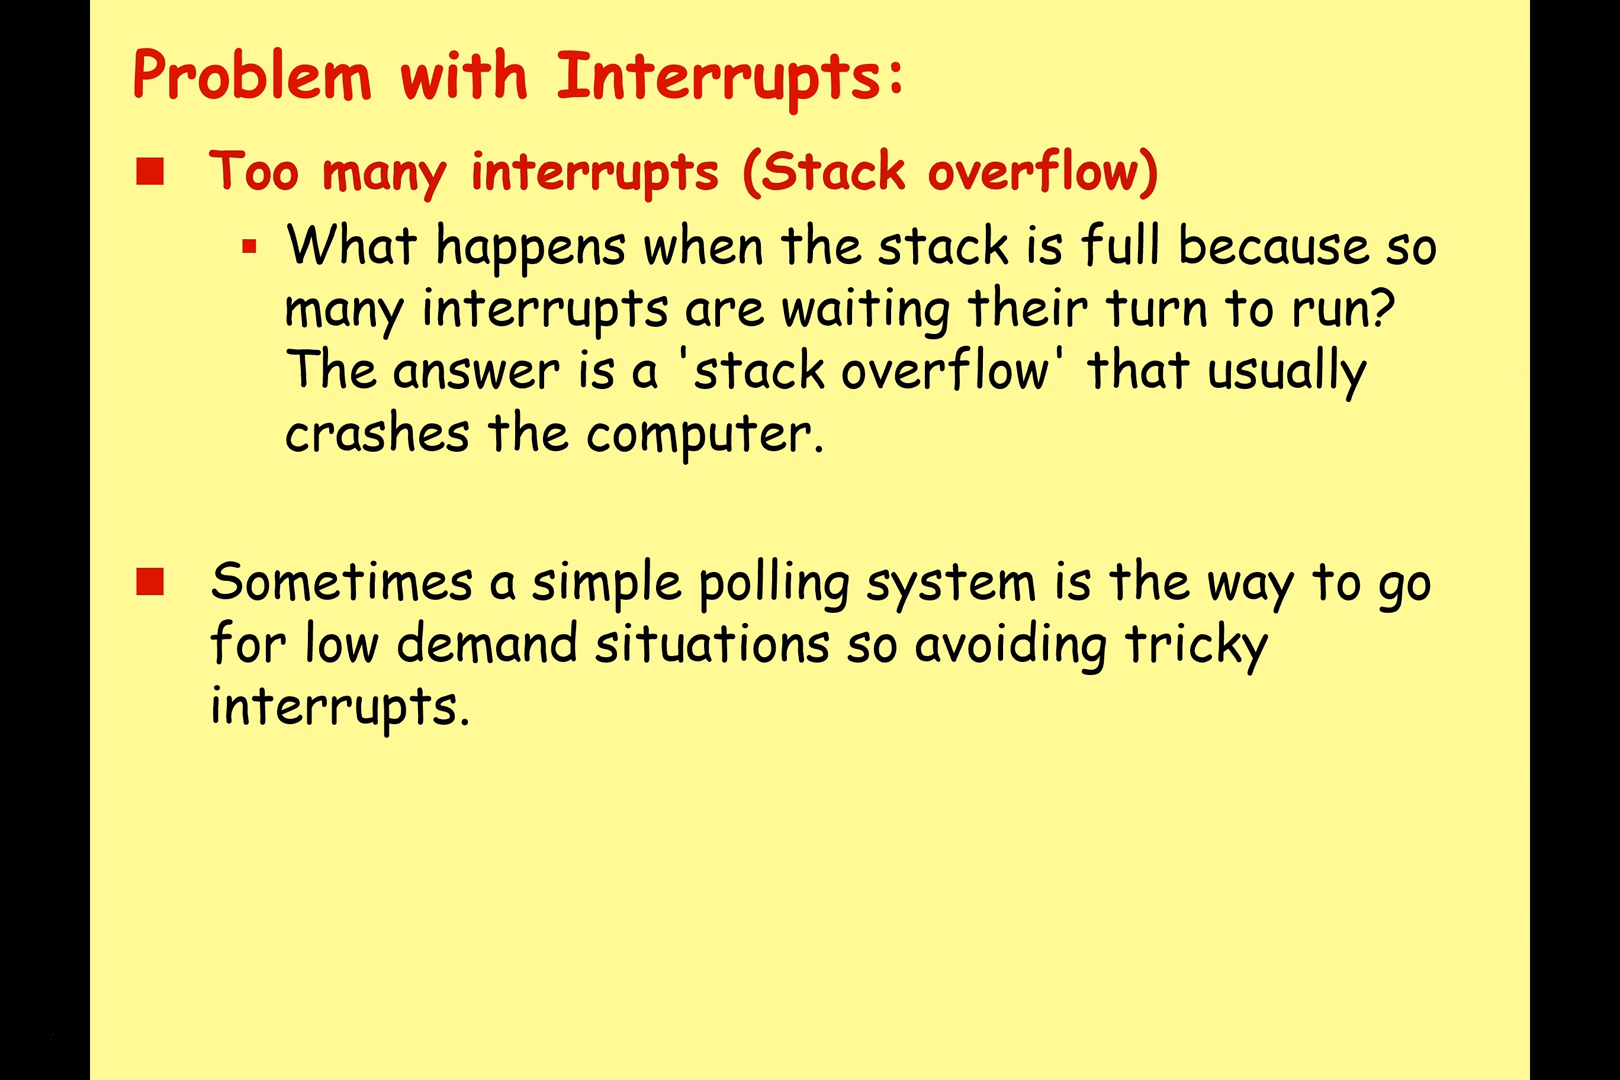 Problem with Interrupts:
Too many interrupts (Stack overflow)
What happens when the stack is full because so
many interrupts are waiting their turn to run?
The answer is a 'stack overflow' that usually
crashes the computer.
Sometimes a simple polling system is the way to go
for low demand situations so avoiding tricky
interrupts.